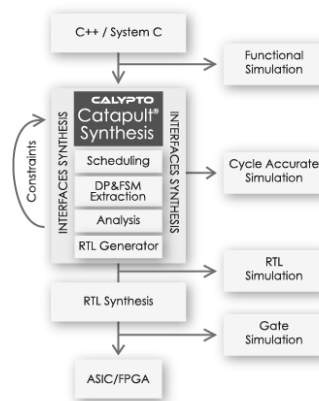 C++ / System C
Functional
Simulation
CALYPTO
Catapult®
Synthesis
INTERFACES SYNTHESIS
INTERFACES SYNTHESIS
Constraints
Scheduling
DP&FSM
Extraction
Analysis
RTL Generator
Cycle Accurate
Simulation
RTL
Simulation
RTL Synthesis
Gate
Simulation
ASIC/FPGA